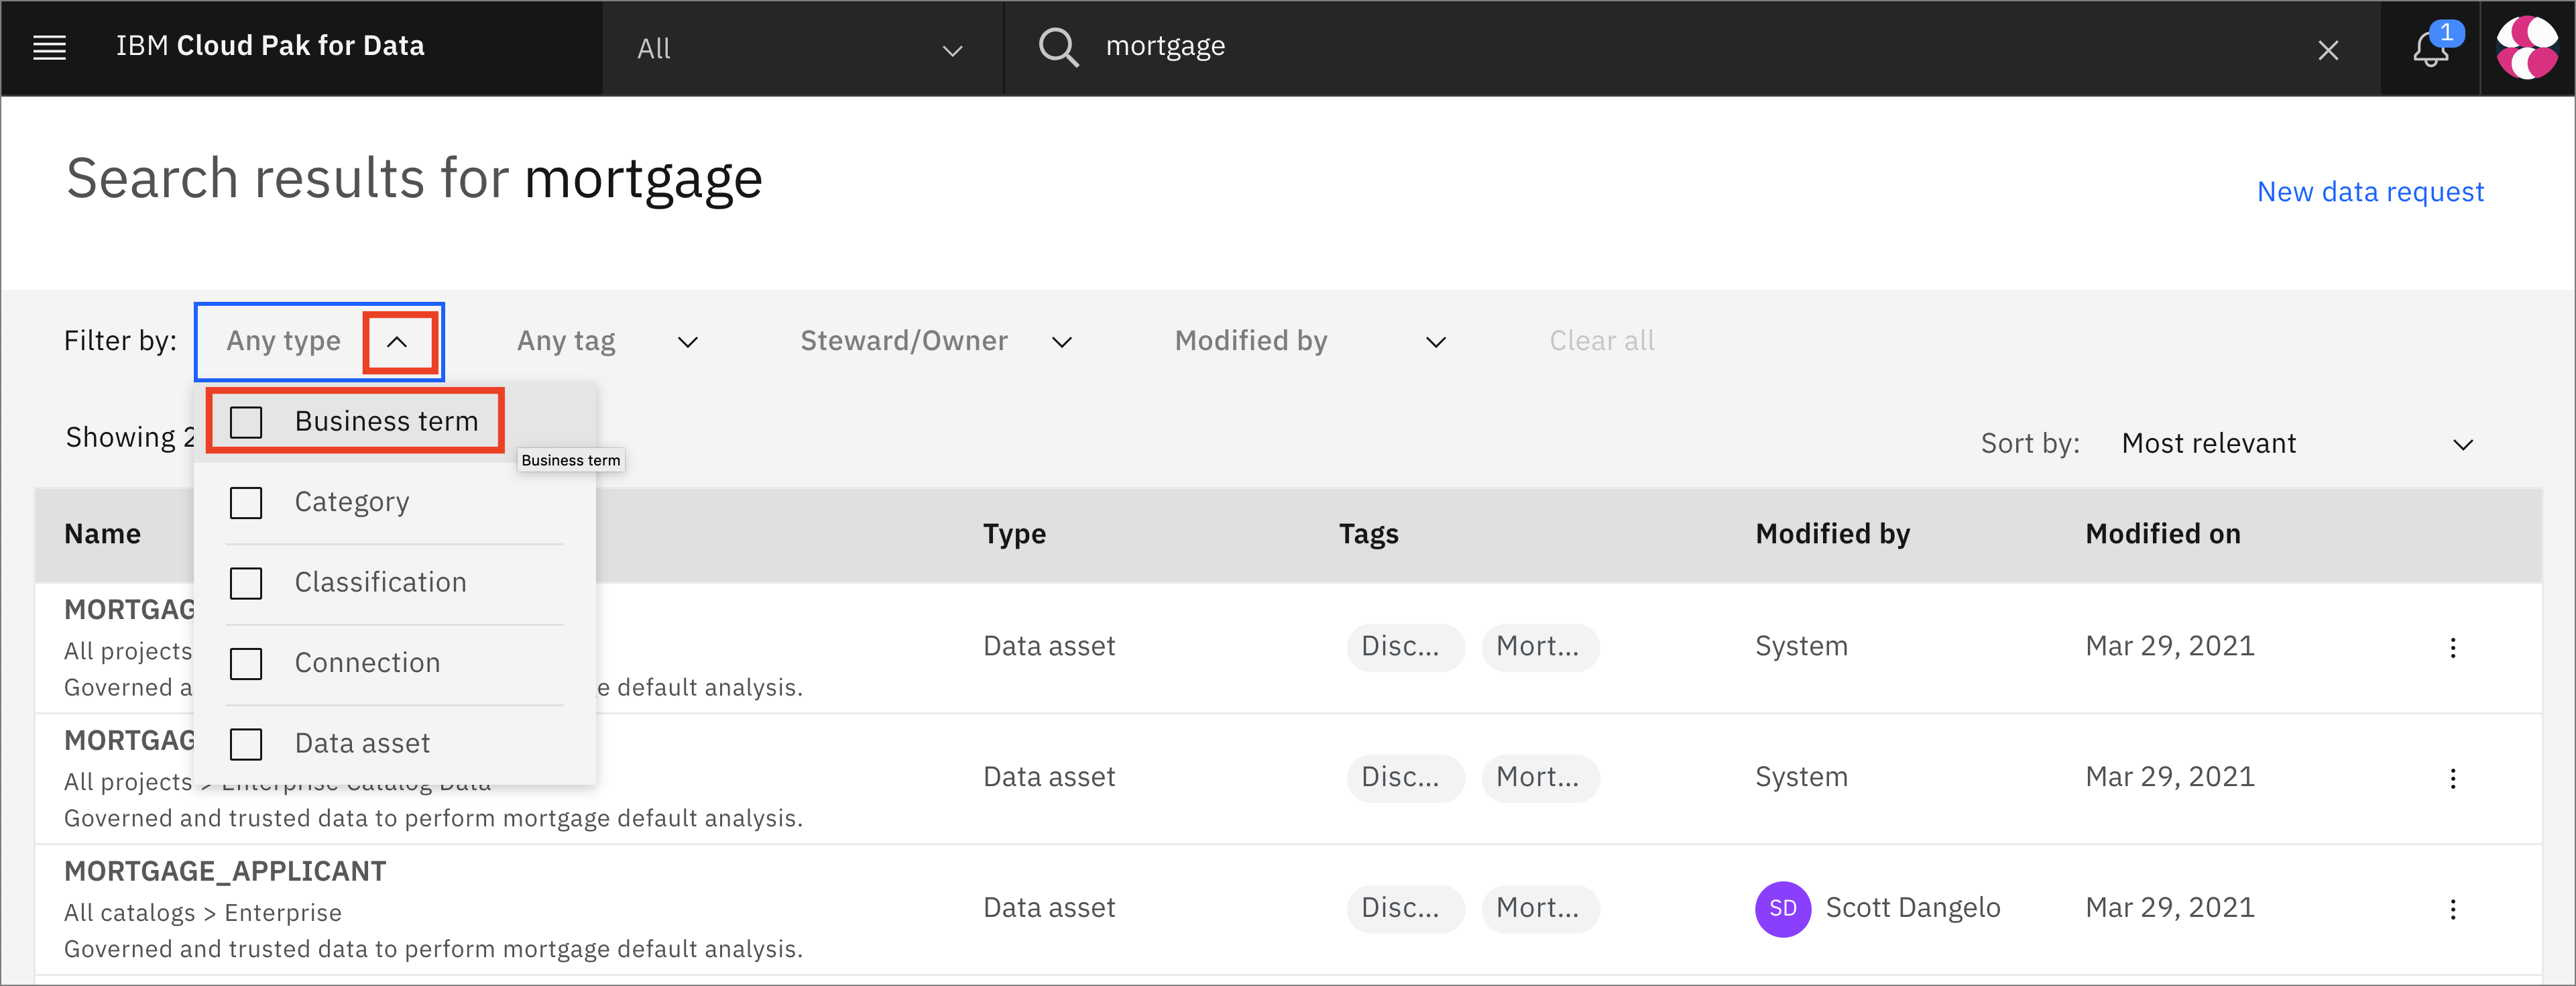 IBM Cloud Pak for Data
All
mortgage
1
Search results for mortgage
New data request
Filter by:
Any type
Any tag
Steward/Owner
Modified by
Clear all
Business term
Showing 2
Business term
Sort by:
Most relevant
Category
Classification
Connection
Data asset
Name
Type
Tags
Modified by
Modified on
MORTGAG
All projects
Governed a
e default analysis.
Data asset
Disc...
Mort...
System
Mar 29, 2021
MORTGAG
All projects > Enterprise Catalog Data
Governed and trusted data to perform mortgage default analysis.
Data asset
Disc...
Mort...
System
Mar 29, 2021
MORTGAGE_APPLICANT
All catalogs > Enterprise
Governed and trusted data to perform mortgage default analysis.
Data asset
Disc...
Mort...
SD
Scott Dangelo
Mar 29, 2021